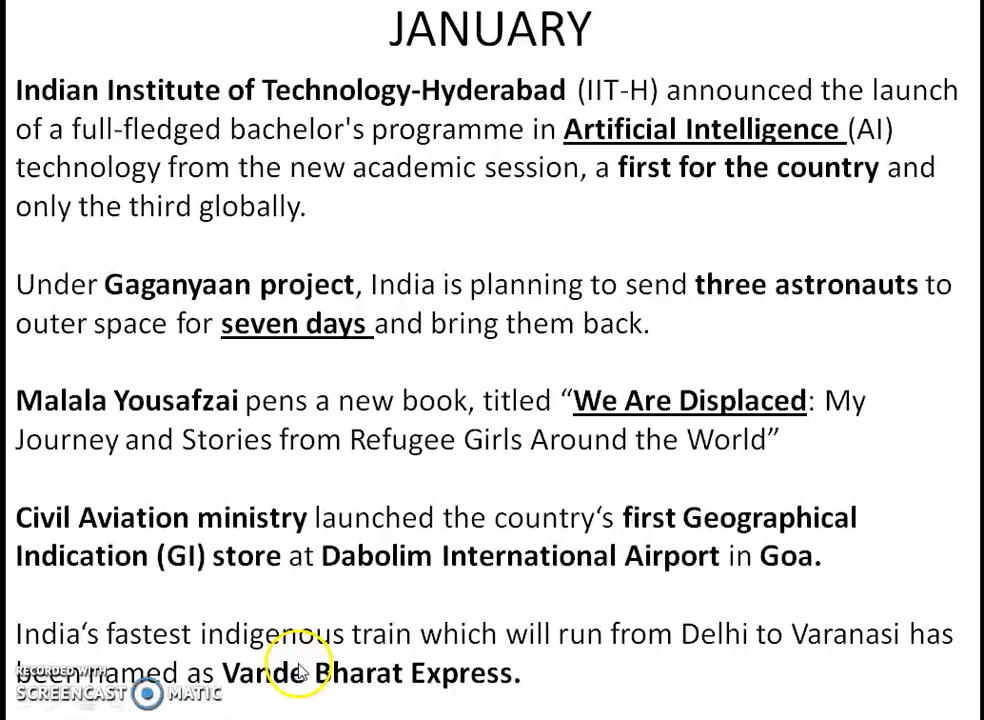 JANUARY
Indian Institute of Technology-Hyderabad (IIT-H) announced the launch
of a full-fledged bachelor's programme in Artificial Intelligence (AI)
technology from the new academic session, a first for the country and
only the third globally.
Under Gaganyaan project, India is planning to send three astronauts to
outer space for seven days and bring them back.
Malala Yousafzai pens a new book, titled “We Are Displaced: My
Journey and Stories from Refugee Girls Around the World”
Civil Aviation ministry launched the country‘s first Geographical
Indication (GI) store at Dabolim International Airport in Goa.
India‘s fastest indigenous train which will run from Delhi to Varanasi has
been named as Vande Bharat Express.
RECORDED WITH
SCREENCAST MATIC